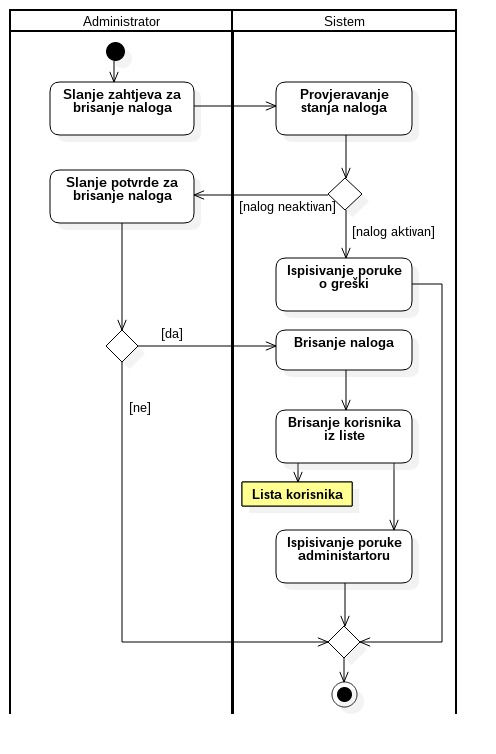 Administrator
Sistem
Slanje zahtjeva za
brisanje naloga
Provjeravanje
stanja naloga
Slanje potvrde za
brisanje naloga
[nalog neaktivan]
[nalog aktivan]
Ispisivanje poruke
o greški
[da]
Brisanje naloga
[ne]
Brisanje korisnika
iz liste
Lista korisnika
Ispisivanje poruke
administartoru